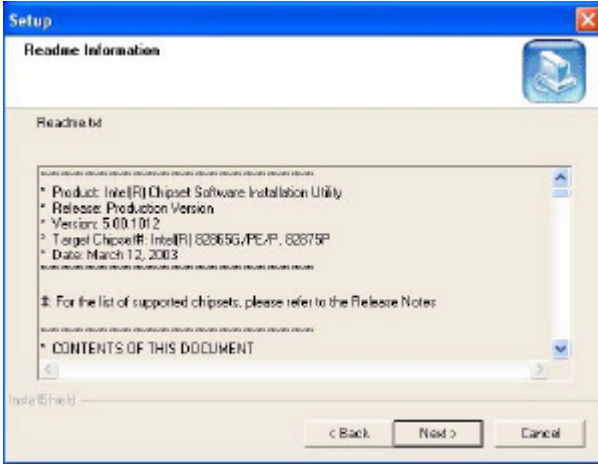 Setup
Readme Information
Readme.txt
************************************************************
* Product: Intel(R) Chipset Software Installation Utility
* Release: Production Version
* Version: 5.00.1012
* Target Chipset#: Intel(R) 82865G/PE/P, 82875P
* Date: March 12, 2003
************************************************************
#: For the list of supported chipsets, please refer to the Release Notes
************************************************************
* CONTENTS OF THIS DOCUMENT
InstallShield
< Back
Next >
Cancel